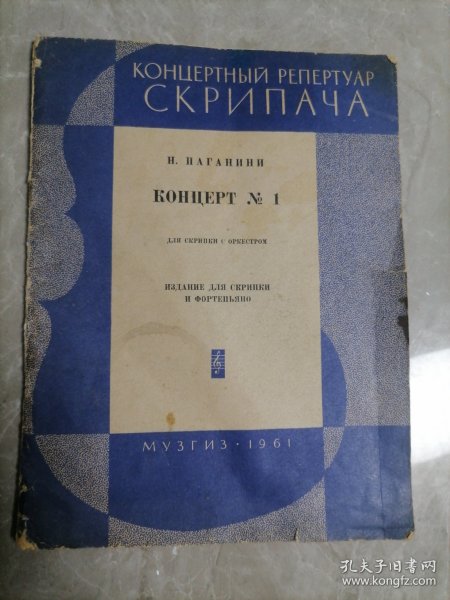 КОНЦЕРТНЫЙ РЕПЕРТУАР
СКРИПАЧА
Н. ПАГАНИНИ
КОНЦЕРТ № 1
ДЛЯ СКРИПКИ С ОРКЕСТРОМ
ИЗДАНИЕ ДЛЯ СКРИПКИ
И ФОРТЕПЬЯНО
МУЗГИЗ · 1961
孔夫子旧书网
www.kongfz.com